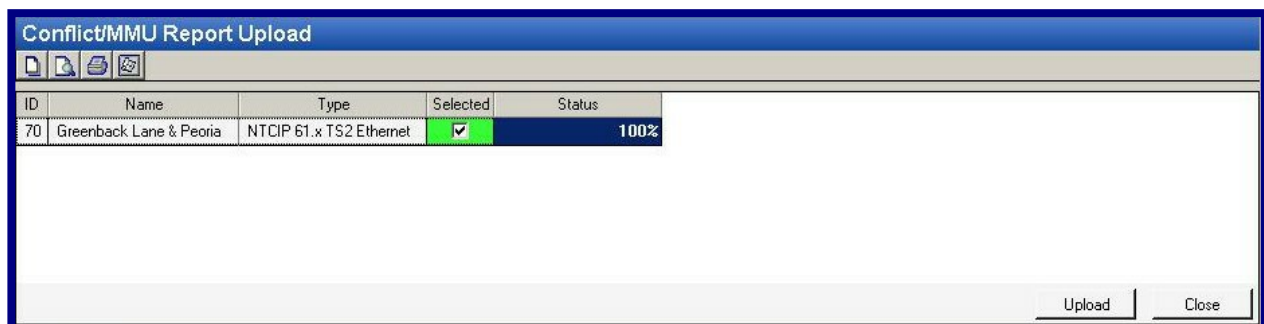 Conflict/MMU Report Upload
ID Name Type Selected Status
70 Greenback Lane & Peoria NTCIP 61.x TS2 Ethernet 100%
Upload Close